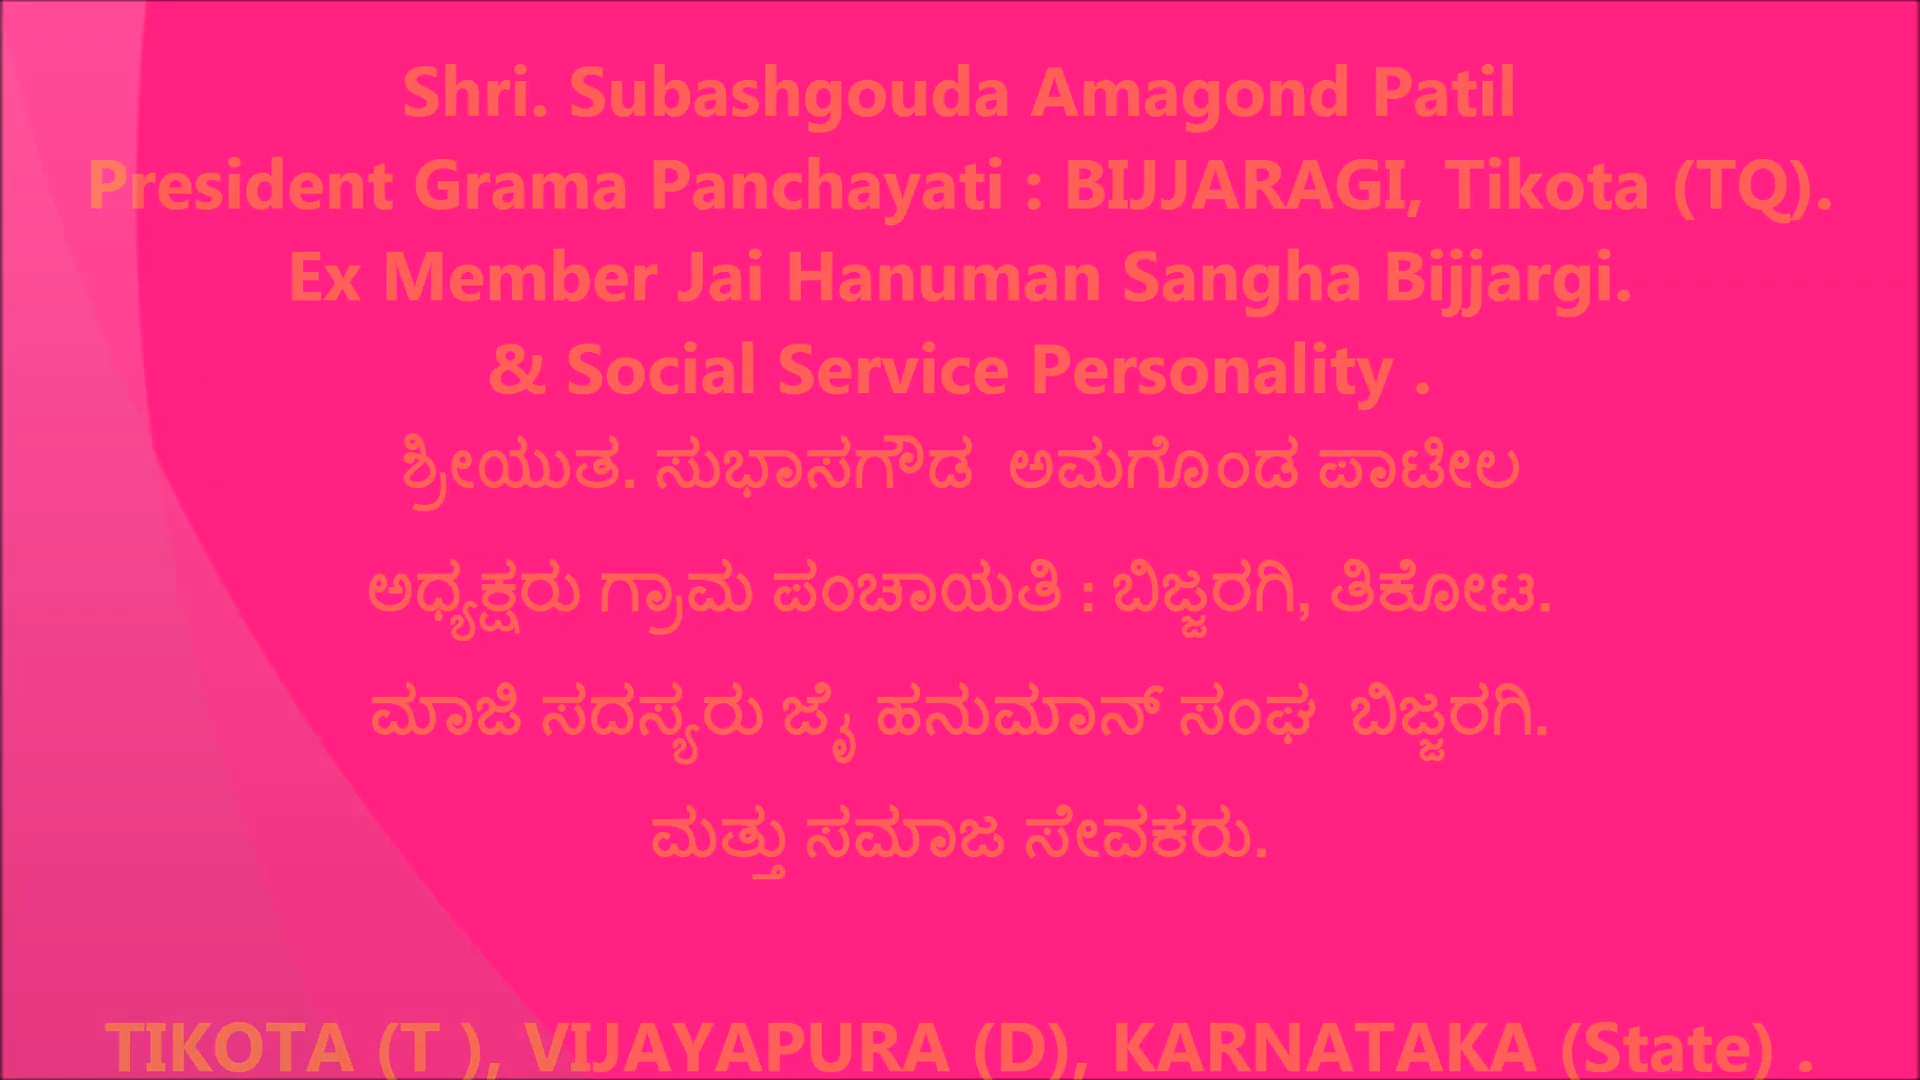 Shri. Subashgouda Amagond Patil
President Grama Panchayati : BIJJARAGI, Tikota (TQ).
Ex Member Jai Hanuman Sangha Bijjargi.
& Social Service Personality .
ಶ್ರೀಯುತ. ಸುಭಾಸಗೌಡ ಅಮಗೊಂಡ ಪಾಟೀಲ
ಅಧ್ಯಕ್ಷರು ಗ್ರಾಮ ಪಂಚಾಯತಿ : ಬಿಜ್ಜರಗಿ, ತಿಕೋಟ.
ಮಾಜಿ ಸದಸ್ಯರು ಜೈ ಹನುಮಾನ್ ಸಂಘ ಬಿಜ್ಜರಗಿ.
ಮತ್ತು ಸಮಾಜ ಸೇವಕರು.
TIKOTA (T ), VIJAYAPURA (D), KARNATAKA (State) .